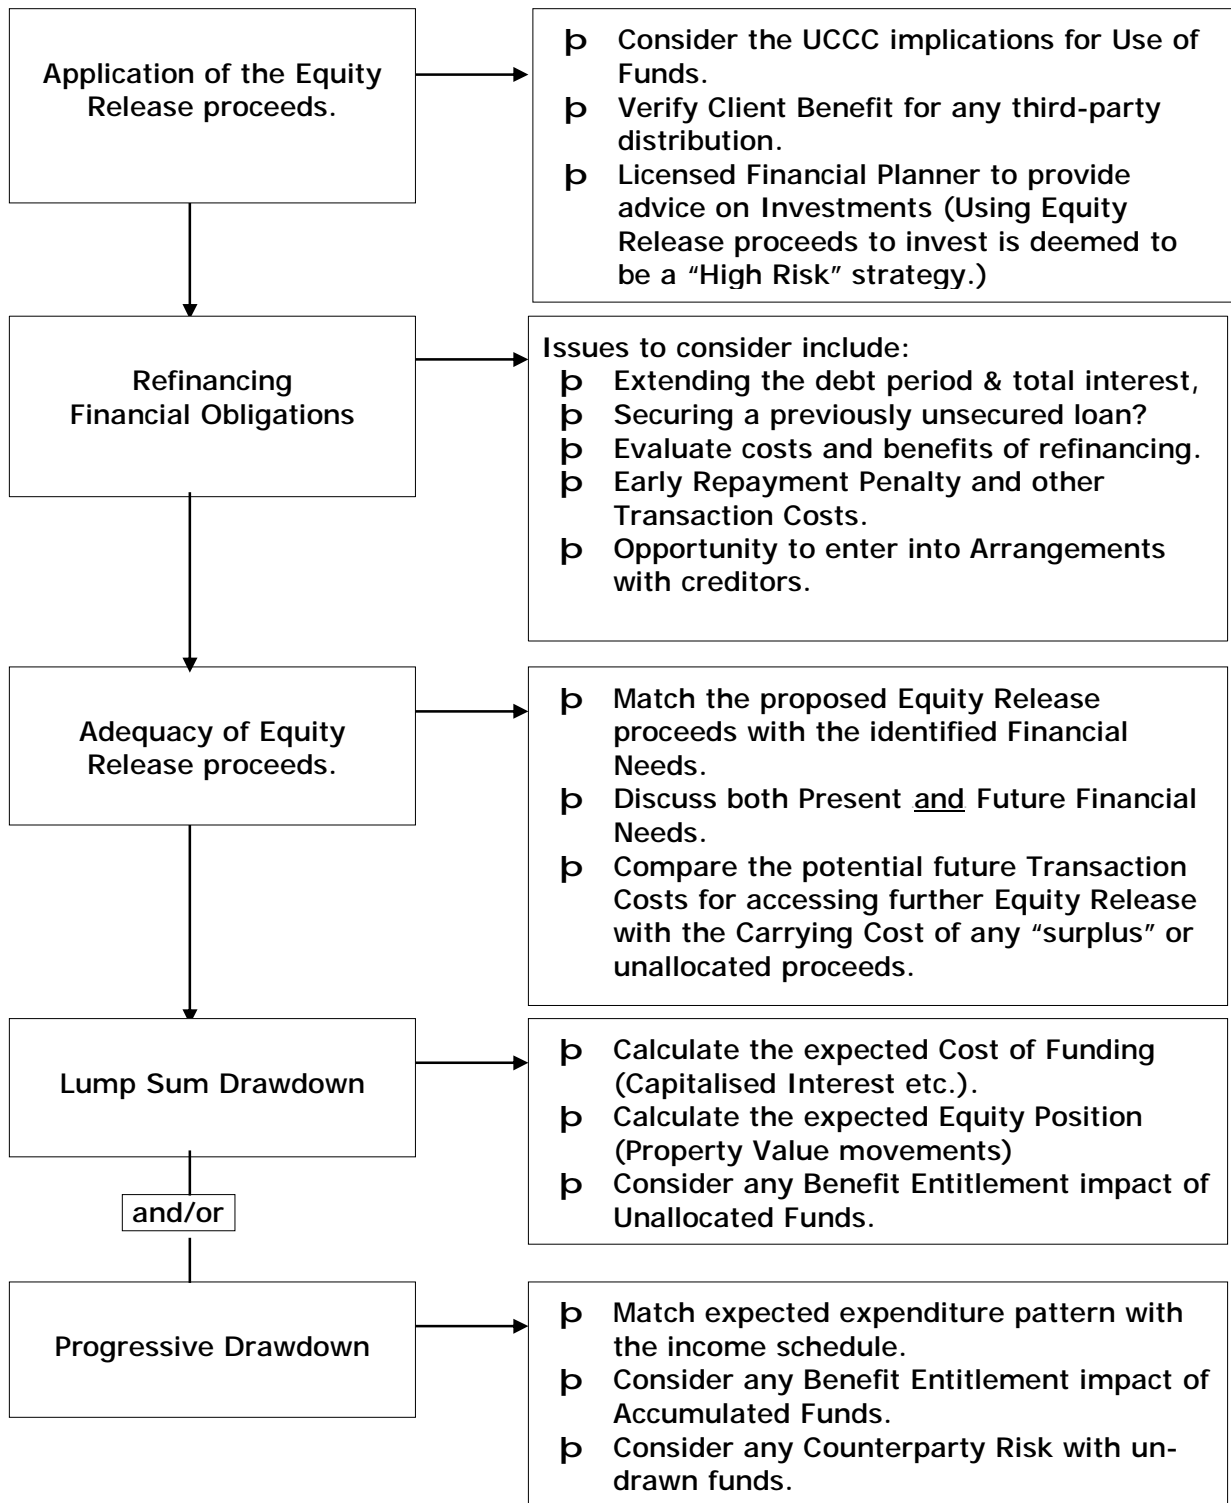 Application of the Equity
Release proceeds.
þ Consider the UCCC implications for Use of
Funds.
þ Verify Client Benefit for any third-party
distribution.
þ Licensed Financial Planner to provide
advice on Investments (Using Equity
Release proceeds to invest is deemed to
be a “High Risk” strategy.)
Refinancing
Financial Obligations
Issues to consider include:
þ Extending the debt period & total interest,
þ Securing a previously unsecured loan?
þ Evaluate costs and benefits of refinancing.
þ Early Repayment Penalty and other
Transaction Costs.
þ Opportunity to enter into Arrangements
with creditors.
Adequacy of Equity
Release proceeds.
þ Match the proposed Equity Release
proceeds with the identified Financial
Needs.
þ Discuss both Present and Future Financial
Needs.
þ Compare the potential future Transaction
Costs for accessing further Equity Release
with the Carrying Cost of any “surplus” or
unallocated proceeds.
Lump Sum Drawdown
þ Calculate the expected Cost of Funding
(Capitalised Interest etc.).
þ Calculate the expected Equity Position
(Property Value movements)
þ Consider any Benefit Entitlement impact of
Unallocated Funds.
and/or
Progressive Drawdown
þ Match expected expenditure pattern with
the income schedule.
þ Consider any Benefit Entitlement impact of
Accumulated Funds.
þ Consider any Counterparty Risk with un-
drawn funds.